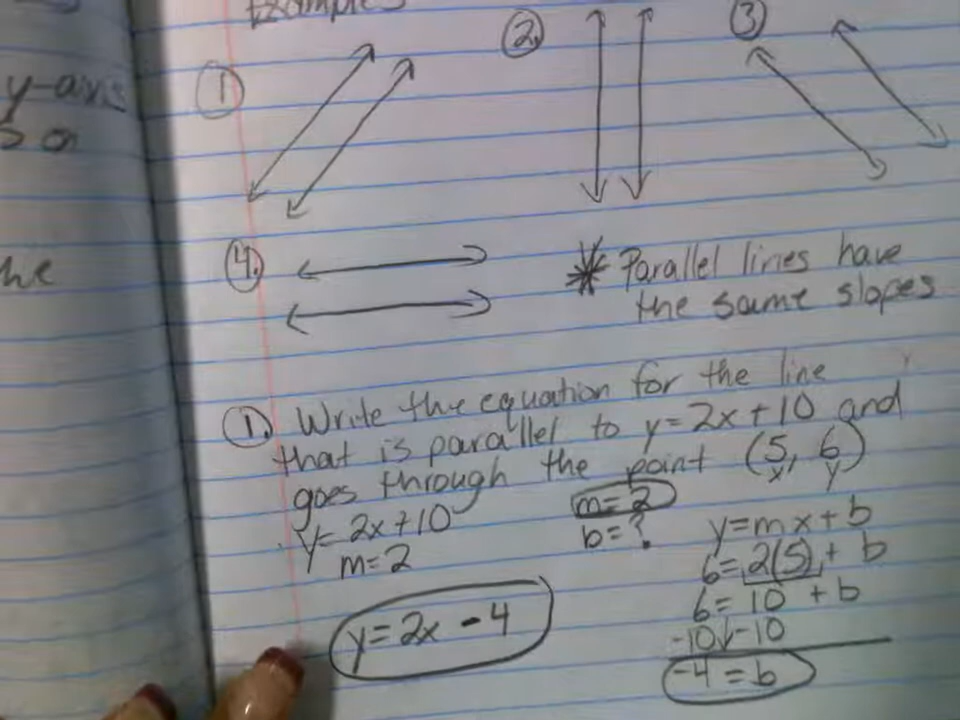 Examples
y-axis
①
②.
③
④.
* Parallel lines have
the same slopes
①. Write the equation for the line
that is parallel to y=2x+10 and
goes through the point (5, 6)
x y
y=2x+10
m=2
m=2
b=?
y=mx+b
6=2(5)+b
6=10+b
-10↓-10
-4=b
y=2x-4